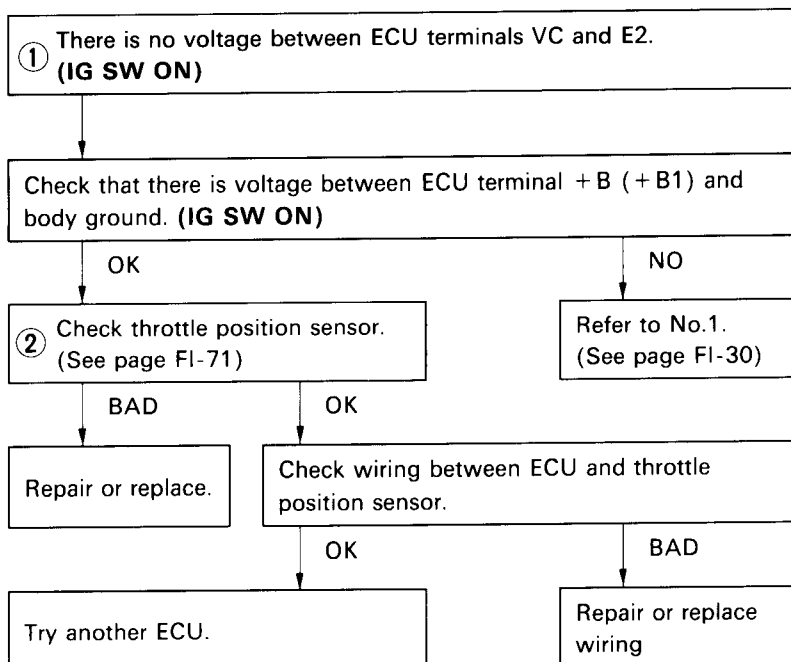 ① There is no voltage between ECU terminals VC and E2.
(IG SW ON)
Check that there is voltage between ECU terminal +B (+B1) and
body ground. (IG SW ON)
OK
NO
② Check throttle position sensor.
(See page FI-71)
Refer to No.1.
(See page FI-30)
BAD
OK
Repair or replace.
Check wiring between ECU and throttle
position sensor.
OK
BAD
Try another ECU.
Repair or replace
wiring